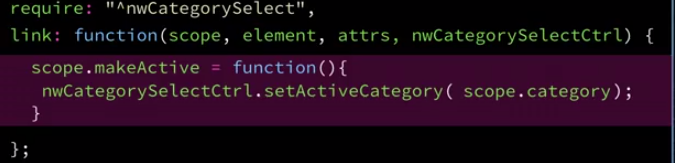 require: "^nwCategorySelect",
link: function(scope, element, attrs, nwCategorySelectCtrl) {
scope.makeActive = function(){
nwCategorySelectCtrl.setActiveCategory( scope.category);
}
};